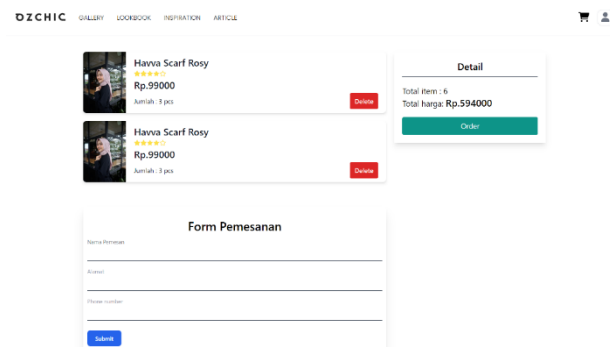 OZCHIC GALLERY LOOKBOOK INSPIRATION ARTICLE
Havva Scarf Rosy
Rp.99000
Jumlah : 3 pcs
Delete
Havva Scarf Rosy
Rp.99000
Jumlah : 3 pcs
Delete
Detail
Total item : 6
Total harga: Rp.594000
Order
Form Pemesanan
Nama Pemesan
Alamat
Phone number
Submit